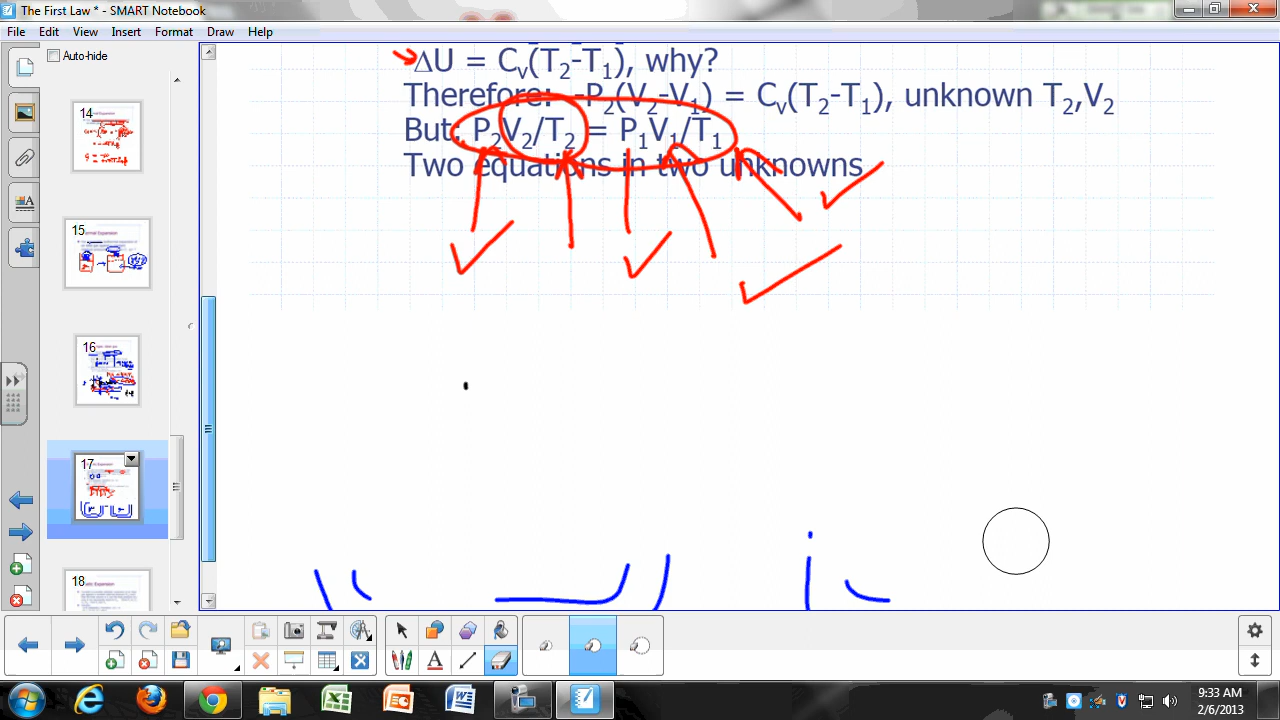 The First Law * - SMART Notebook
File Edit View Insert Format Draw Help
Auto-hide
14
15
16
17
18
→ΔU = Cᵥ(T₂-T₁), why?
Therefore: -P₂(V₂-V₁) = Cᵥ(T₂-T₁), unknown T₂,V₂
But: P₂V₂/T₂ = P₁V₁/T₁
Two equations in two unknowns
9:33 AM
2/6/2013